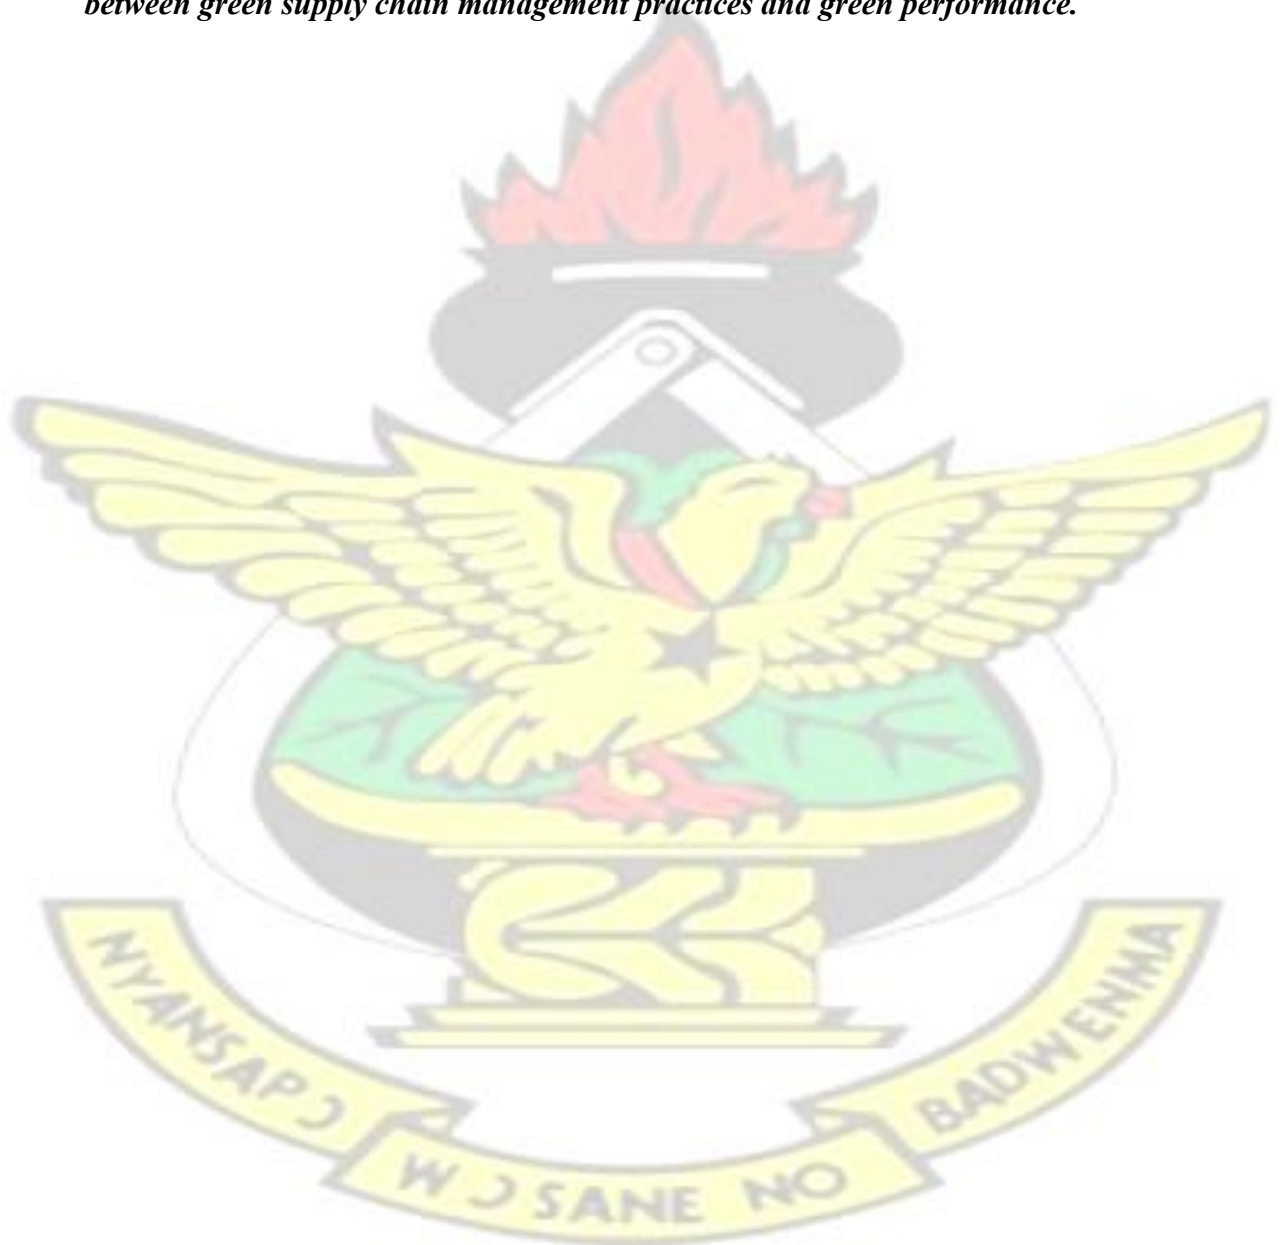 between green supply chain management practices and green performance.
NYANSAPƆ
WƆSANE NO
BADWENMA